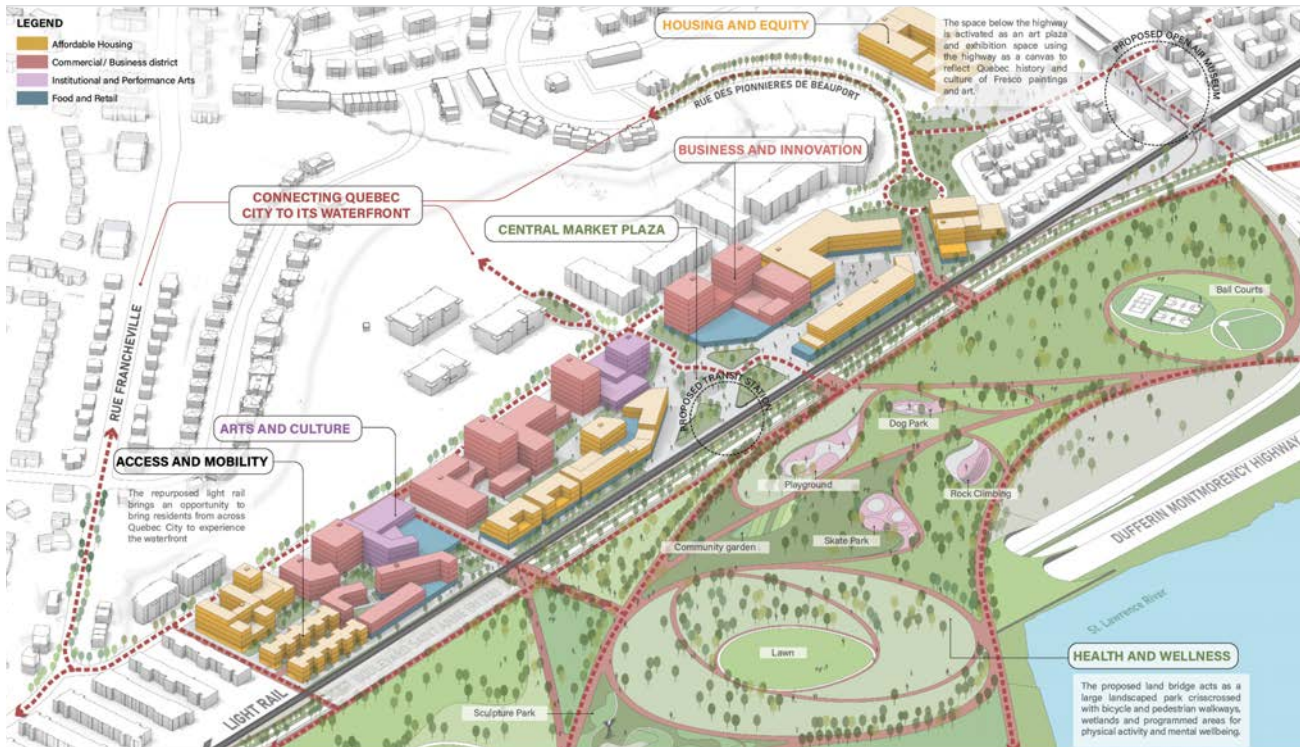 LEGEND
Affordable Housing
Commercial / Business district
Institutional and Performance Arts
Food and Retail
HOUSING AND EQUITY
The space below the highway
is activated as an art plaza
and exhibition space using
the highway as a canvas to
reflect Quebec history and
culture of Fresco paintings
and art.
PROPOSED OPEN AIR MUSEUM
RUE DES PIONNIERES DE BEAUPORT
BUSINESS AND INNOVATION
CONNECTING QUEBEC
CITY TO ITS WATERFRONT
CENTRAL MARKET PLAZA
Ball Courts
RUE FRANCHEVILLE
PROPOSED TRANSIT STATION
ARTS AND CULTURE
Dog Park
ACCESS AND MOBILITY
The repurposed light rail
brings an opportunity to
bring residents from across
Quebec City to experience
the waterfront
Playground
Rock Climbing
DUFFERIN MONTMORENCY HIGHWAY
Community garden
Skate Park
St. Lawrence River
Lawn
HEALTH AND WELLNESS
The proposed land bridge acts as a
large landscaped park crisscrossed
with bicycle and pedestrian walkways,
wetlands and programmed areas for
physical activity and mental wellbeing.
LIGHT RAIL
Sculpture Park